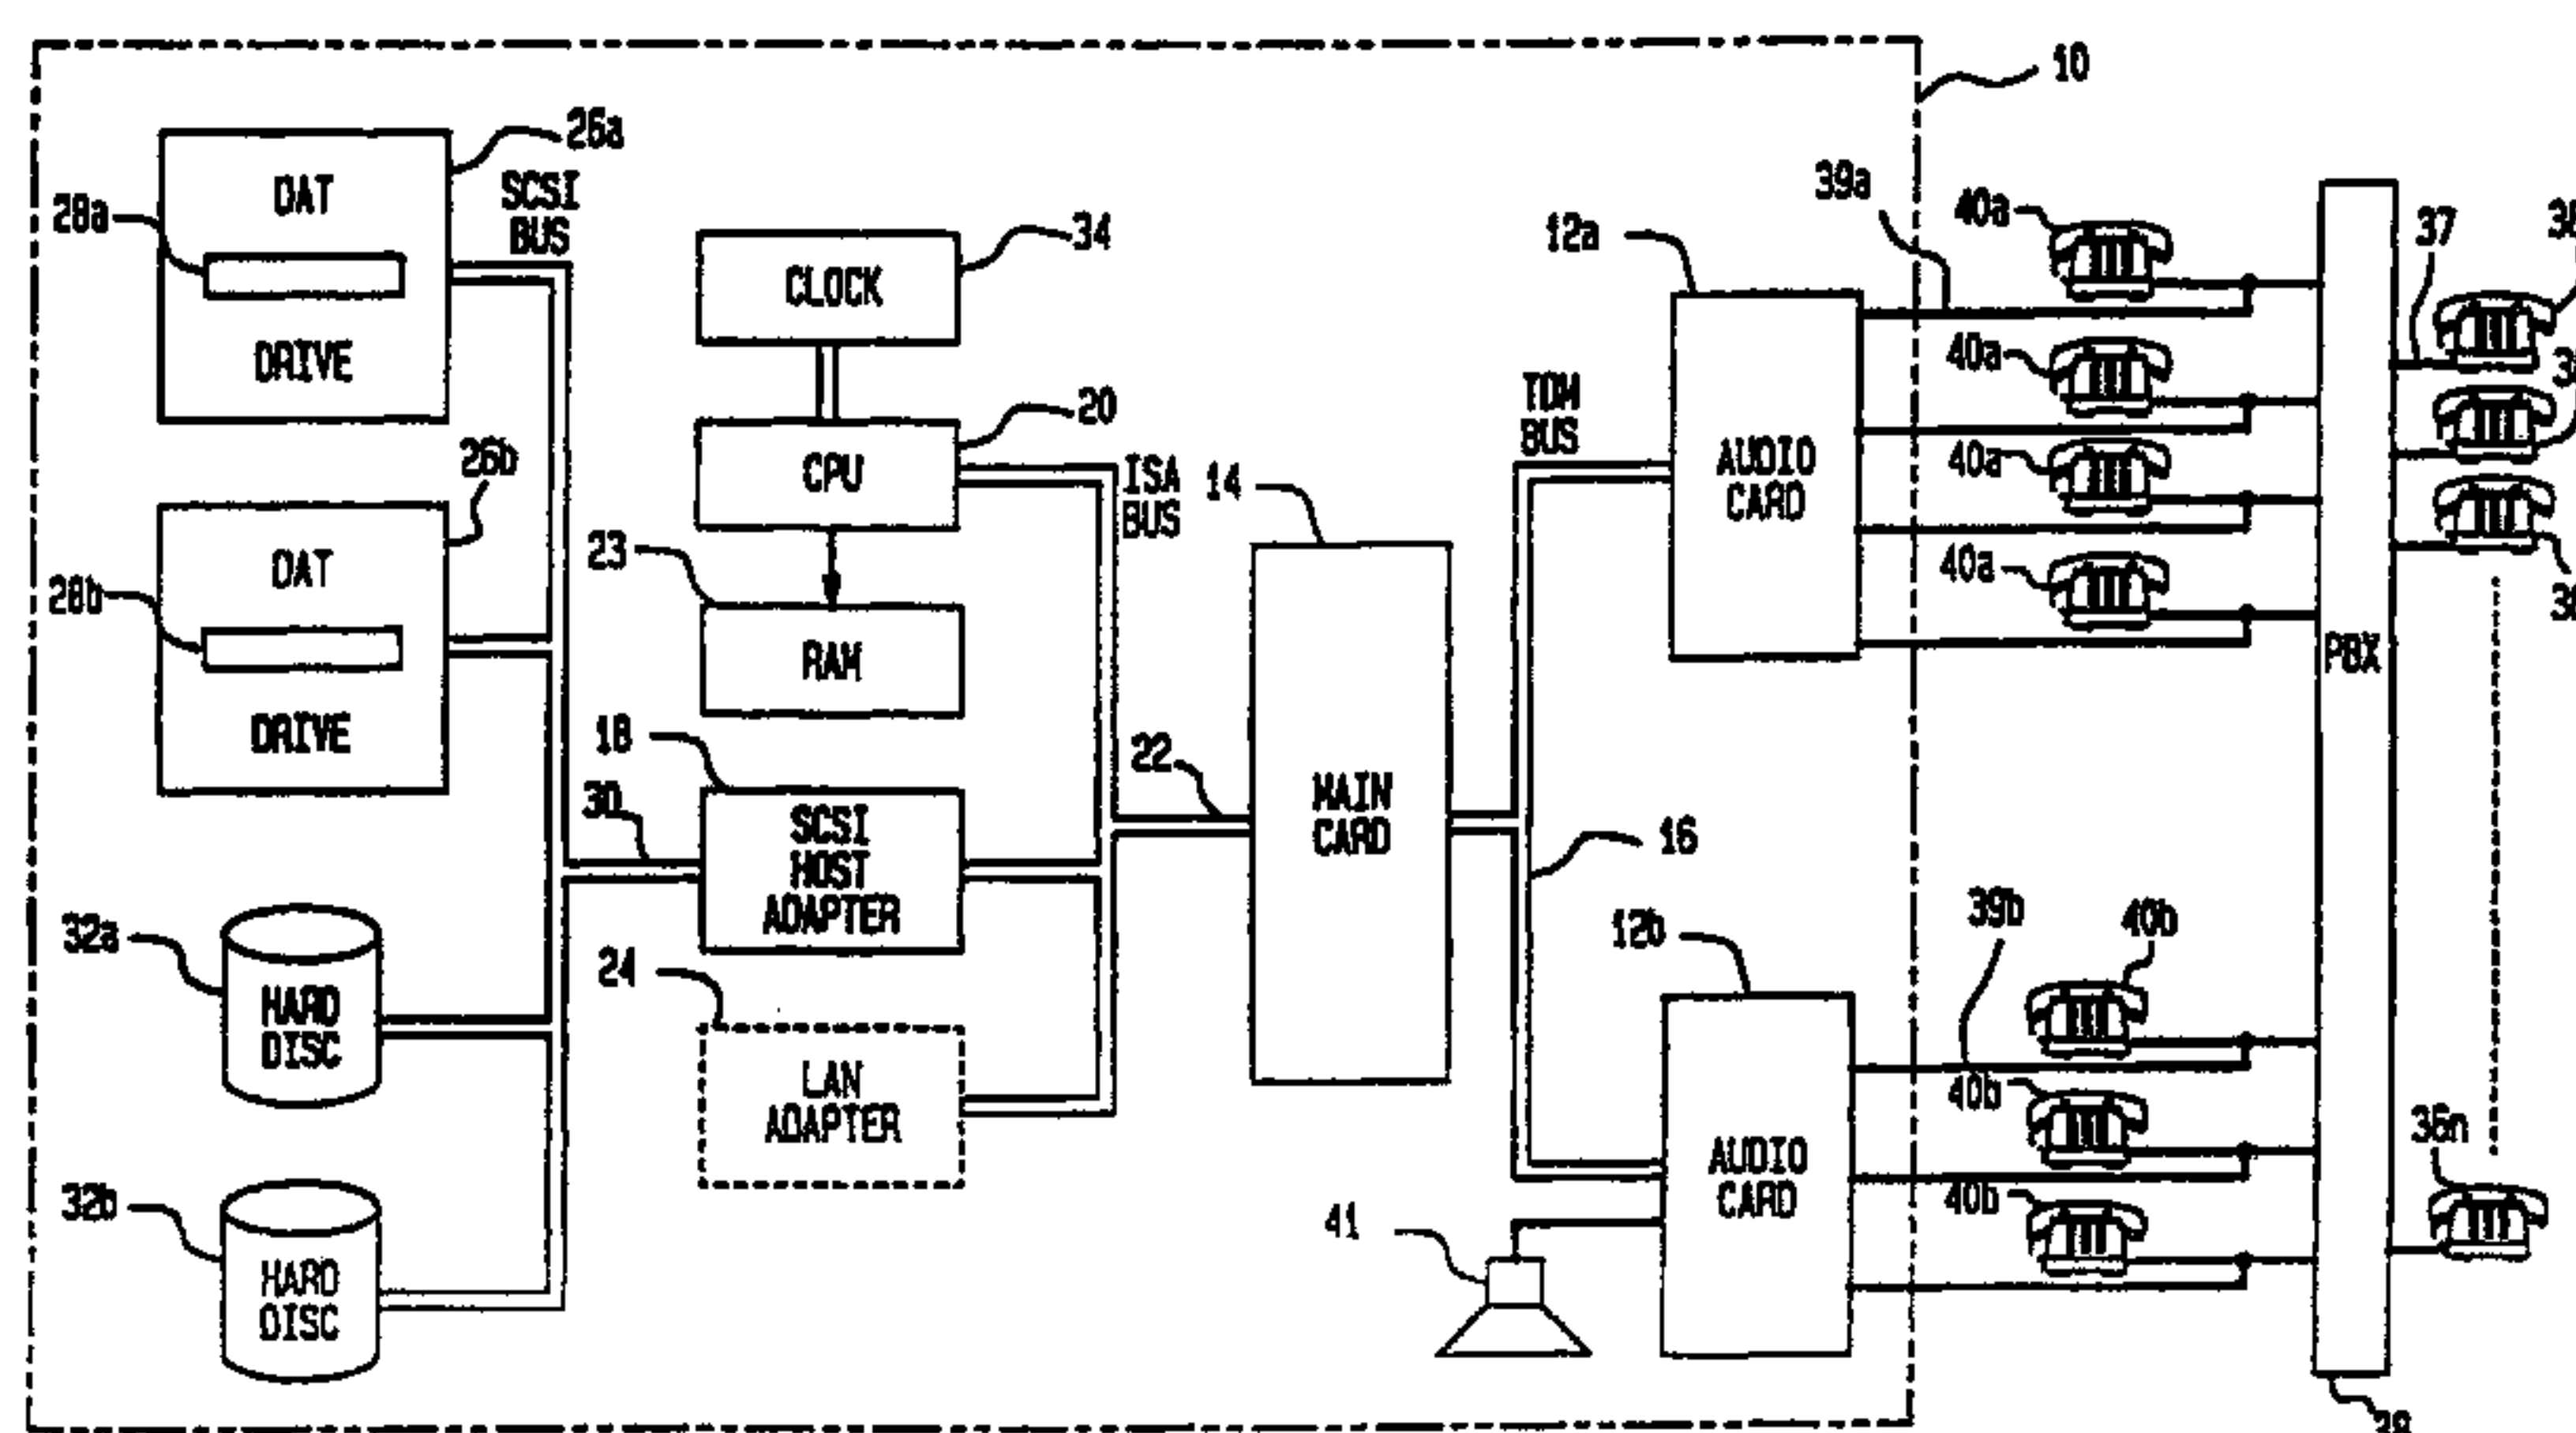 10
26a
DAT
DRIVE
28a
SCSI
BUS
34
CLOCK
20
CPU
ISA
BUS
23
RAM
26b
DAT
DRIVE
28b
18
30
SCSI
HOST
ADAPTER
24
LAN
ADAPTER
32a
HARD
DISC
32b
HARD
DISC
14
22
MAIN
CARD
TDM
BUS
16
12a
AUDIO
CARD
39a
40a
40a
40a
40a
12b
AUDIO
CARD
39b
40b
40b
40b
41
PBX
37
36n